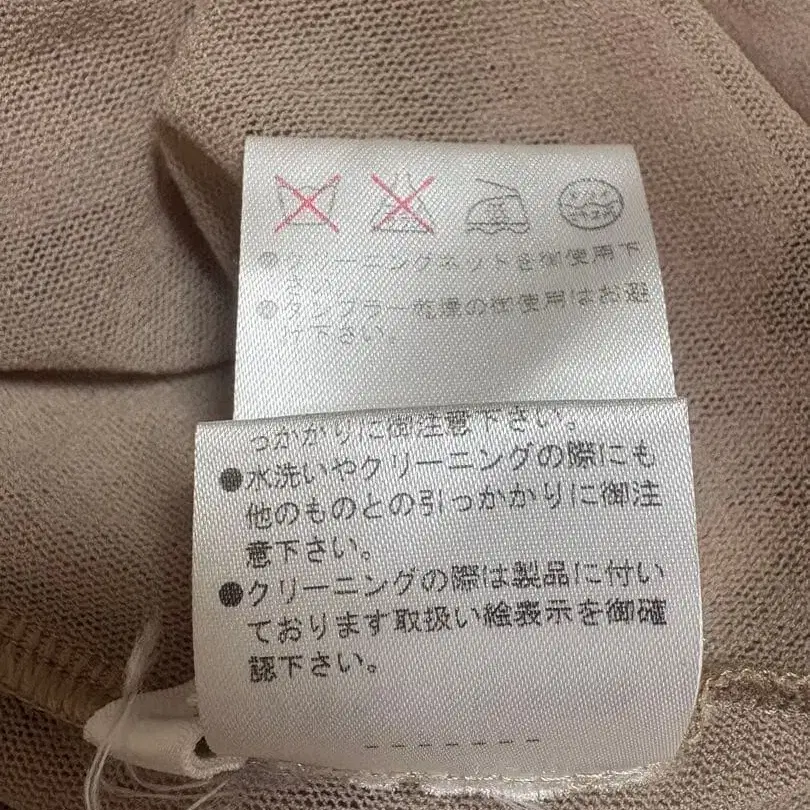 ●クリーニングネットを御使用下
さい。
●タンブラー乾燥の御使用はお避
け下さい。
っかかりに御注意下さい。
●水洗いやクリーニングの際にも
他のものとの引っかかりに御注
意下さい。
●クリーニングの際は製品に付い
ております取扱い絵表示を御確
認下さい。